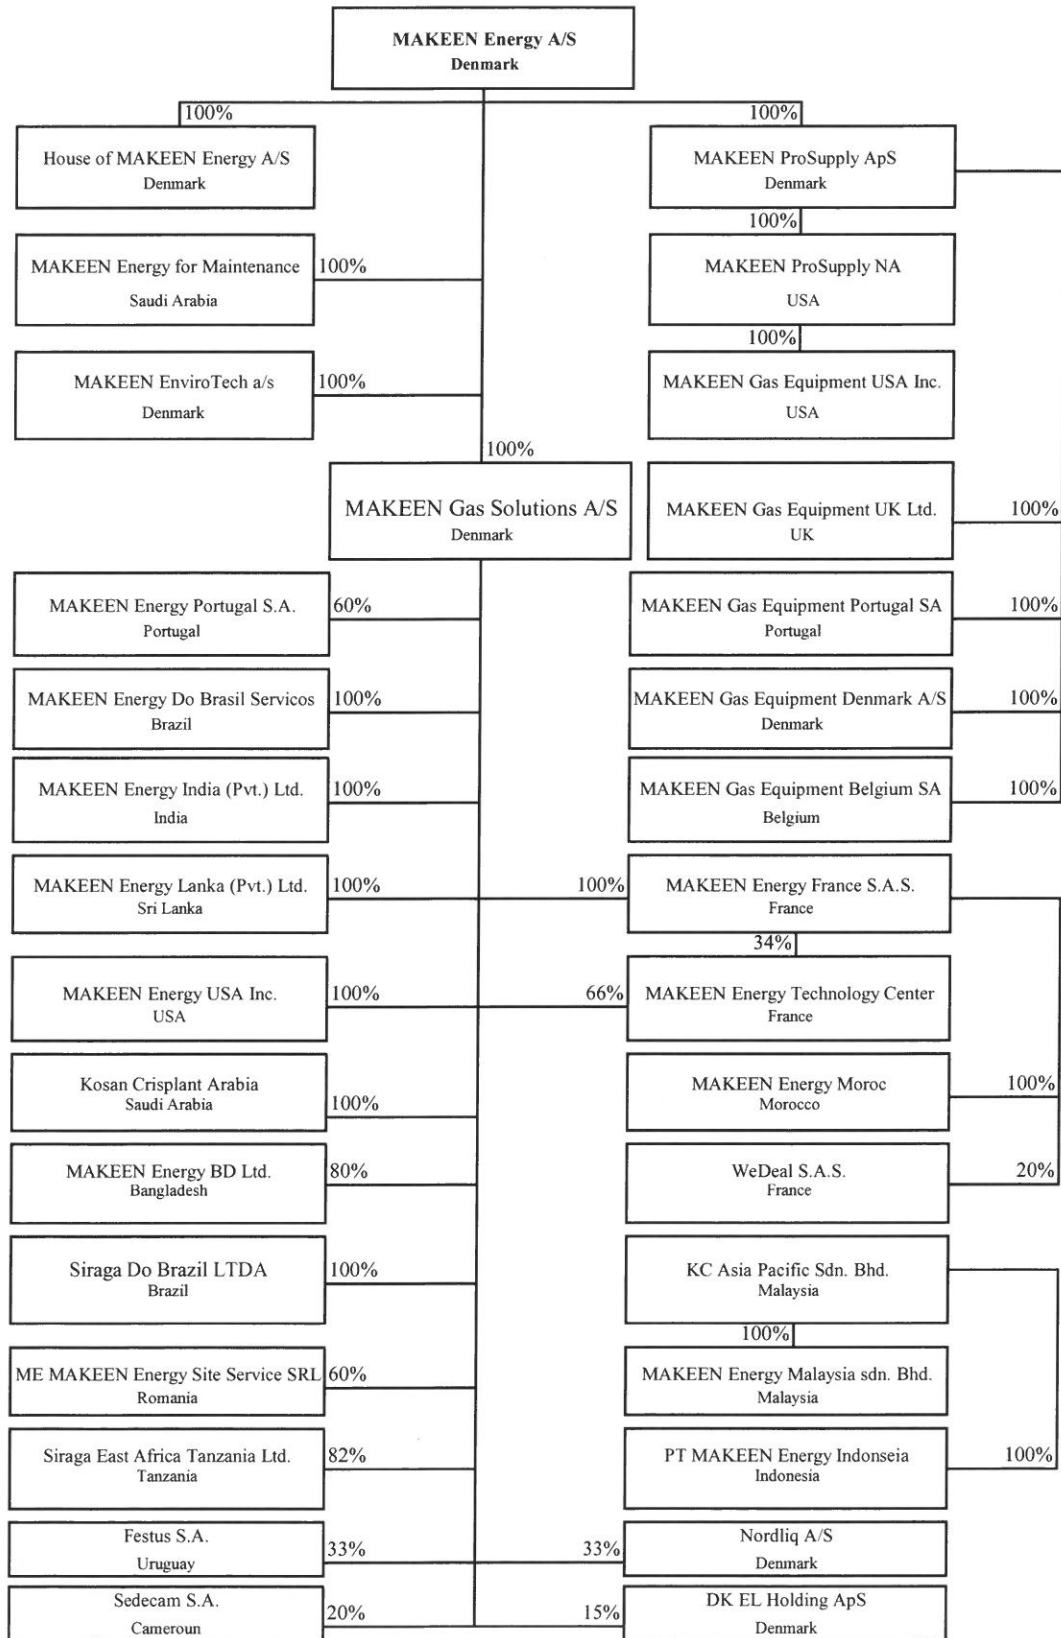 MAKEEN Energy A/S
Denmark
100%
100%
House of MAKEEN Energy A/S
Denmark
MAKEEN ProSupply ApS
Denmark
100%
MAKEEN Energy for Maintenance
Saudi Arabia
100%
MAKEEN ProSupply NA
USA
100%
MAKEEN EnviroTech a/s
Denmark
100%
MAKEEN Gas Equipment USA Inc.
USA
100%
MAKEEN Gas Solutions A/S
Denmark
MAKEEN Gas Equipment UK Ltd.
UK
100%
MAKEEN Energy Portugal S.A.
Portugal
60%
MAKEEN Gas Equipment Portugal SA
Portugal
100%
MAKEEN Energy Do Brasil Servicos
Brazil
100%
MAKEEN Gas Equipment Denmark A/S
Denmark
100%
MAKEEN Energy India (Pvt.) Ltd.
India
100%
MAKEEN Gas Equipment Belgium SA
Belgium
100%
MAKEEN Energy Lanka (Pvt.) Ltd.
Sri Lanka
100%
100%
MAKEEN Energy France S.A.S.
France
34%
MAKEEN Energy USA Inc.
USA
100%
66%
MAKEEN Energy Technology Center
France
Kosan Crisplant Arabia
Saudi Arabia
100%
MAKEEN Energy Moroc
Morocco
100%
MAKEEN Energy BD Ltd.
Bangladesh
80%
WeDeal S.A.S.
France
20%
Siraga Do Brazil LTDA
Brazil
100%
KC Asia Pacific Sdn. Bhd.
Malaysia
100%
ME MAKEEN Energy Site Service SRL
Romania
60%
MAKEEN Energy Malaysia sdn. Bhd.
Malaysia
Siraga East Africa Tanzania Ltd.
Tanzania
82%
PT MAKEEN Energy Indonseia
Indonesia
100%
Festus S.A.
Uruguay
33%
33%
Nordliq A/S
Denmark
Sedecam S.A.
Cameroun
20%
15%
DK EL Holding ApS
Denmark